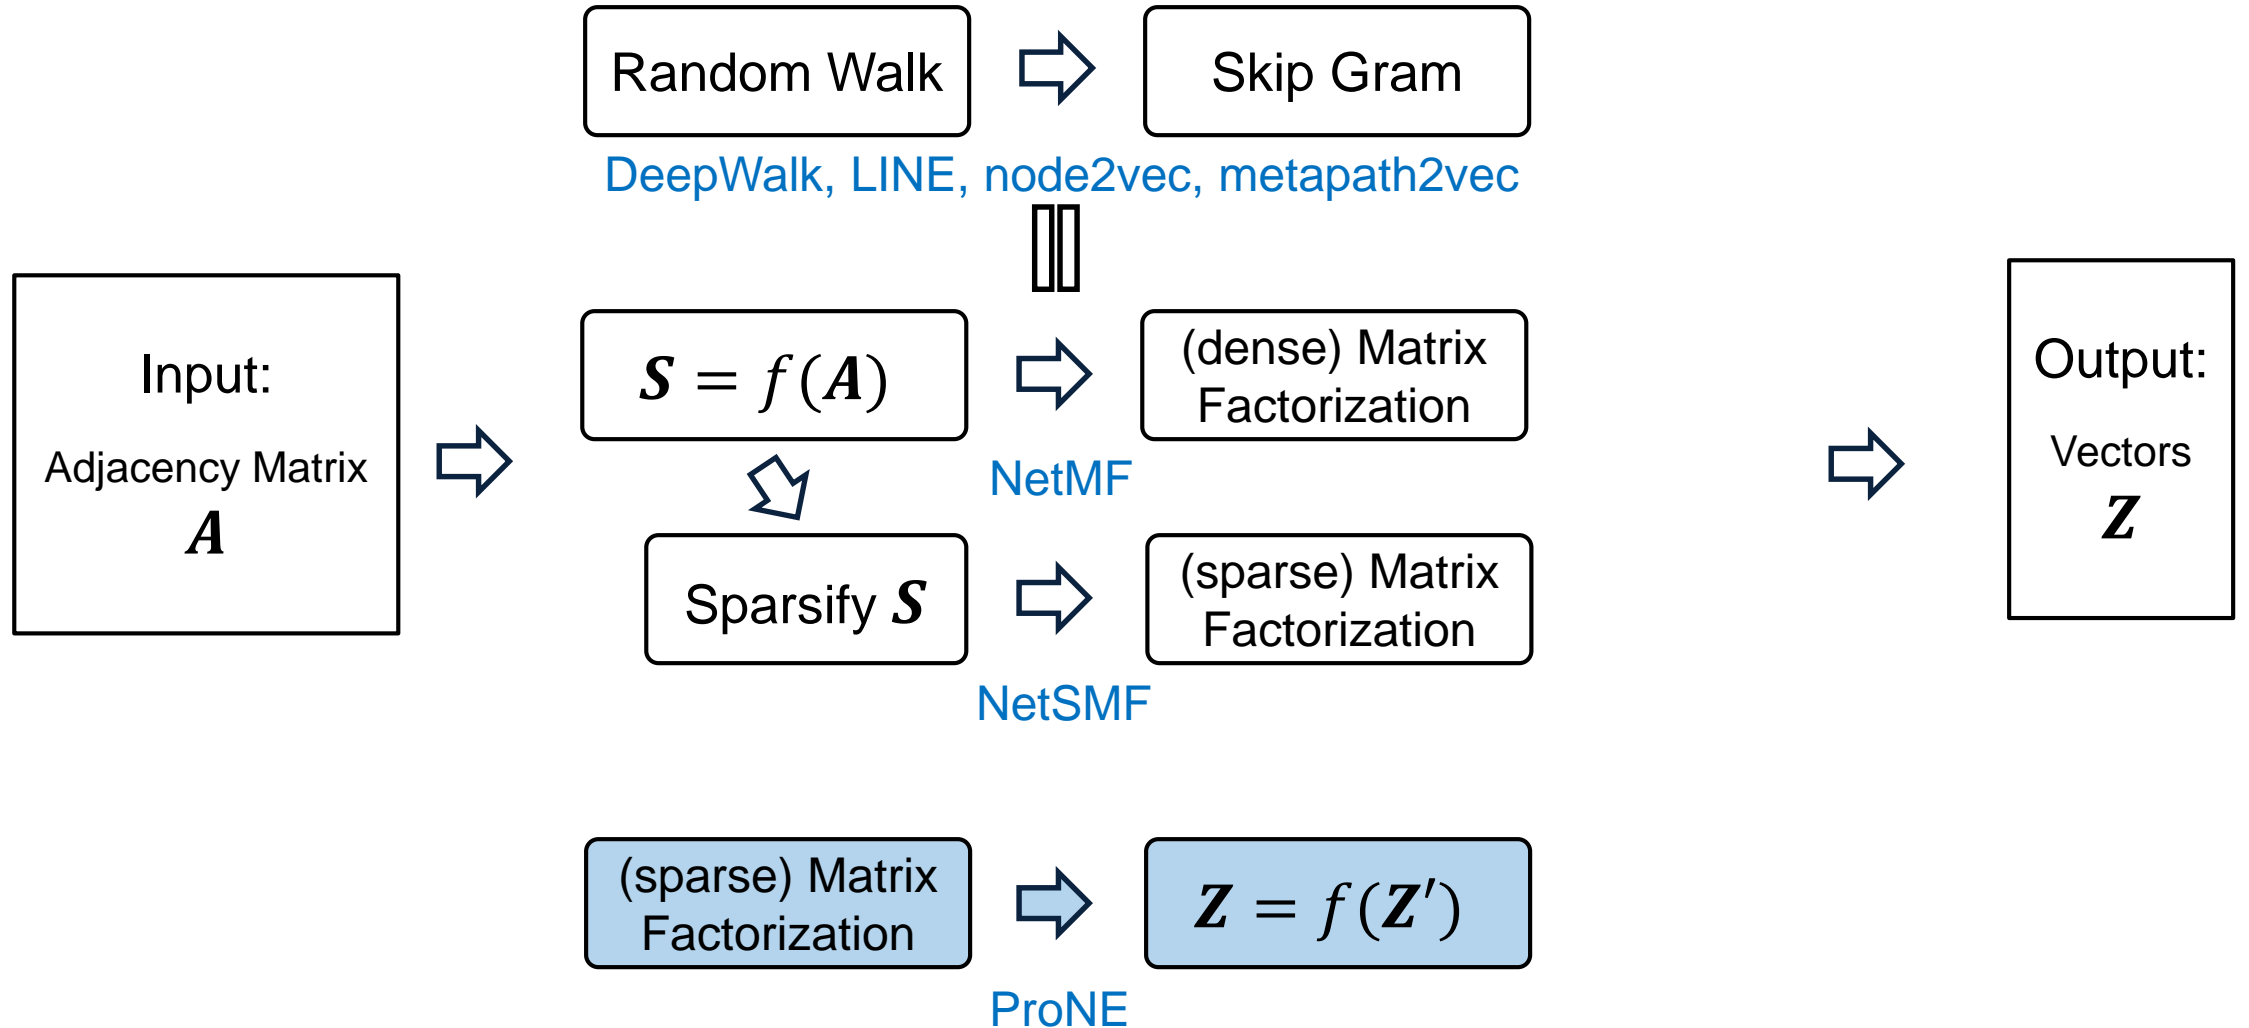 Random Walk
Skip Gram
DeepWalk, LINE, node2vec, metapath2vec
Input:
Adjacency Matrix
A
S = f(A)
(dense) Matrix
Factorization
NetMF
Sparsify S
(sparse) Matrix
Factorization
NetSMF
(sparse) Matrix
Factorization
Z = f(Z′)
ProNE
Output:
Vectors
Z